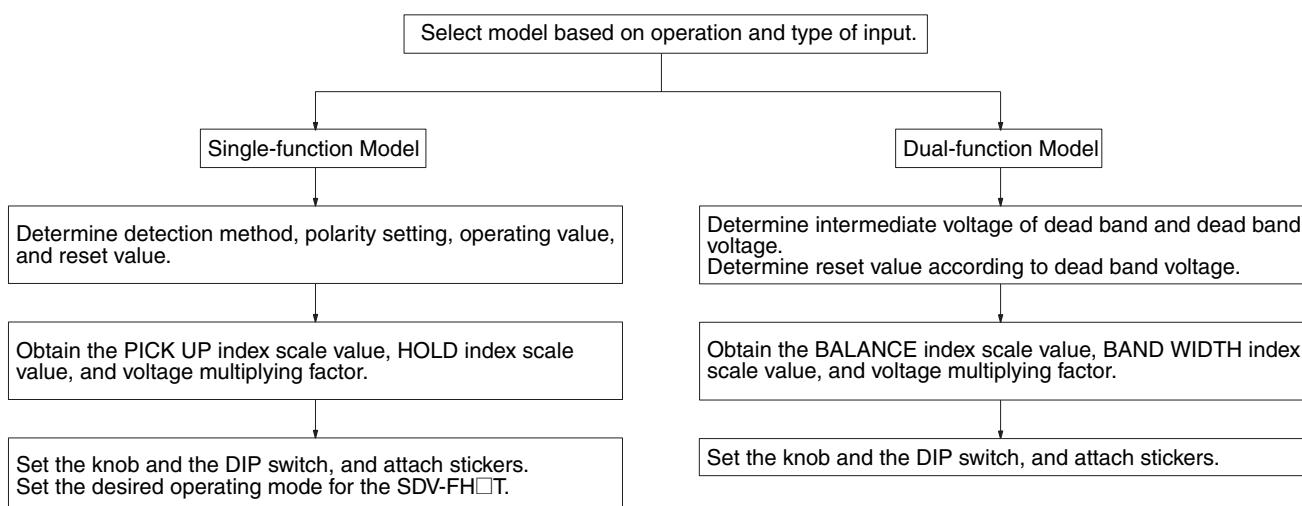 Select model based on operation and type of input.
Single-function Model
Dual-function Model
Determine detection method, polarity setting, operating value,
and reset value.
Determine intermediate voltage of dead band and dead band
voltage.
Determine reset value according to dead band voltage.
Obtain the PICK UP index scale value, HOLD index scale
value, and voltage multiplying factor.
Obtain the BALANCE index scale value, BAND WIDTH index
scale value, and voltage multiplying factor.
Set the knob and the DIP switch, and attach stickers.
Set the desired operating mode for the SDV-FH□T.
Set the knob and the DIP switch, and attach stickers.